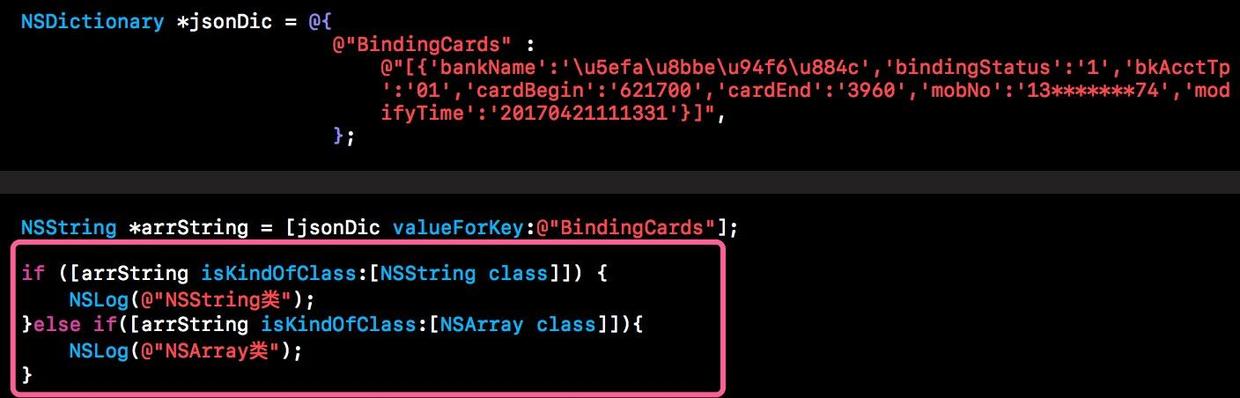 NSDictionary *jsonDic = @{
@"BindingCards" :
@"[{'bankName':'\u5efa\u8bbe\u94f6\u884c','bindingStatus':'1','bkAcctTp
':'01','cardBegin':'621700','cardEnd':'3960','mobNo':'13*******74','mod
ifyTime':'20170421111331'}]",
};
NSString *arrString = [jsonDic valueForKey:@"BindingCards"];
if ([arrString isKindOfClass:[NSString class]]) {
NSLog(@"NSString类");
}else if([arrString isKindOfClass:[NSArray class]]){
NSLog(@"NSArray类");
}